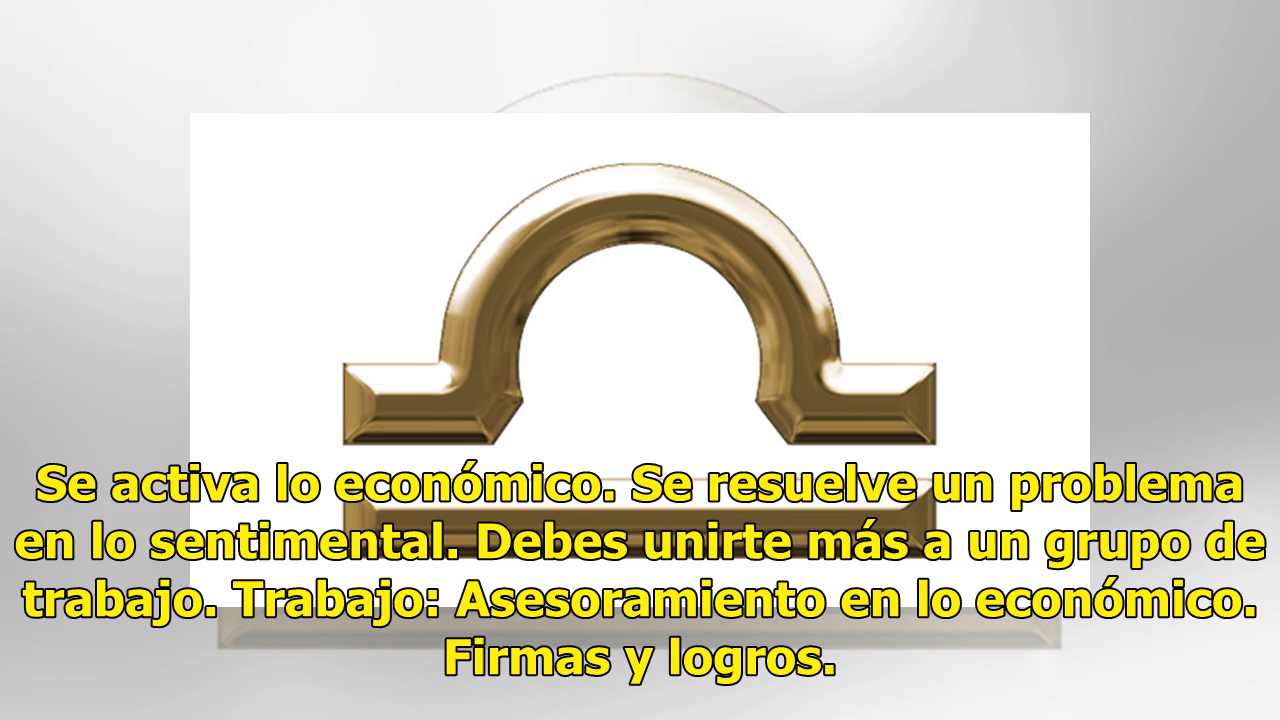 Se activa lo económico. Se resuelve un problema
en lo sentimental. Debes unirte más a un grupo de
trabajo. Trabajo: Asesoramiento en lo económico.
Firmas y logros.